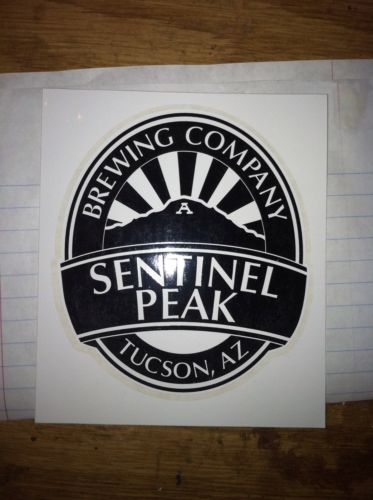 BREWING COMPANY
A
SENTINEL
PEAK
TUCSON, AZ